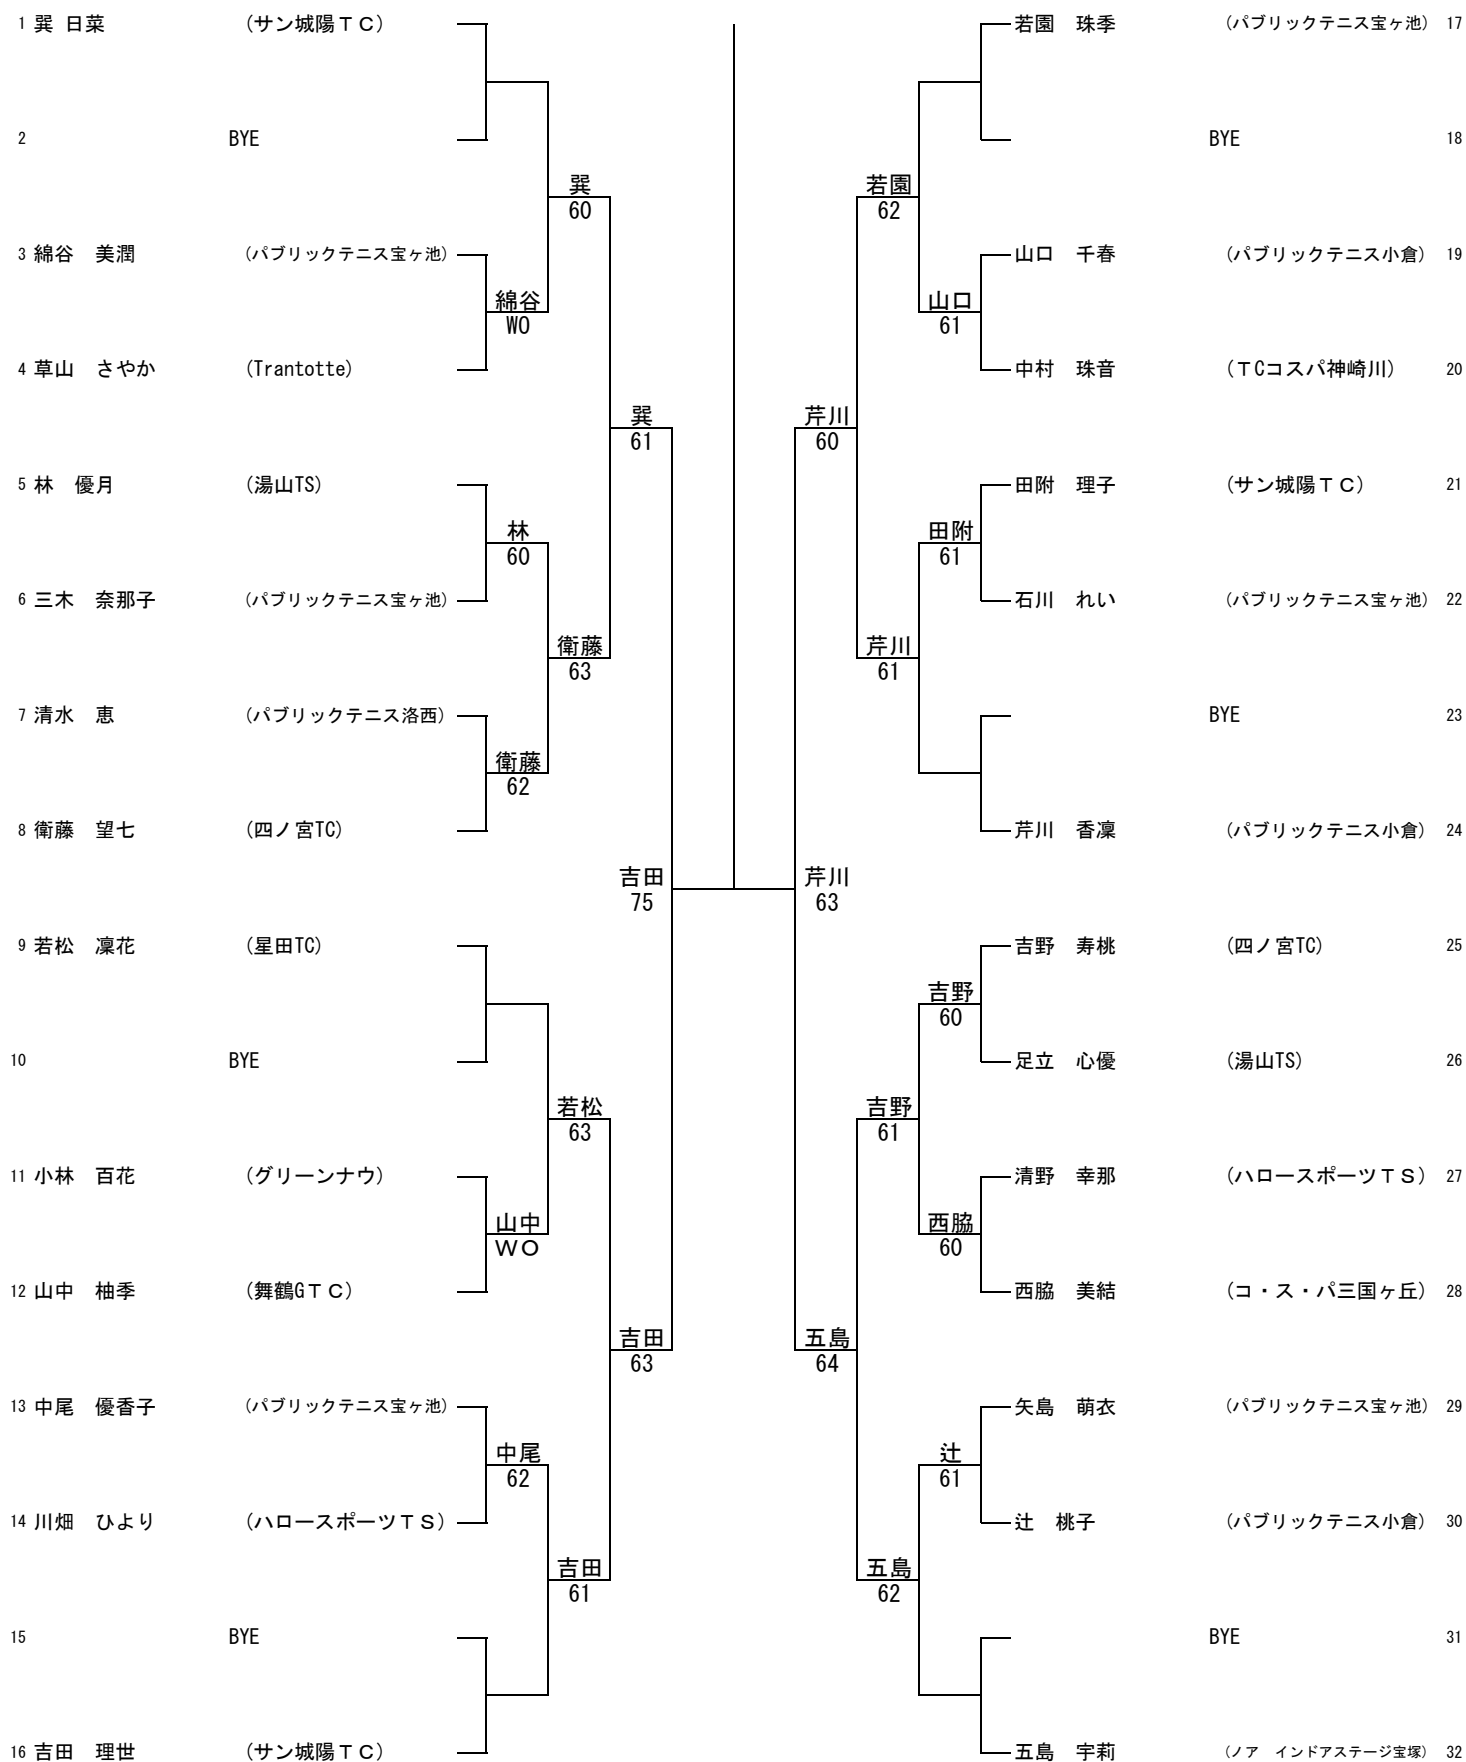 1 巽 日菜 (サン城陽ＴＣ)
2 BYE
3 綿谷 美潤 (パブリックテニス宝ヶ池)
4 草山 さやか (Trantotte)
5 林 優月 (湯山TS)
6 三木 奈那子 (パブリックテニス宝ヶ池)
7 清水 恵 (パブリックテニス洛西)
8 衛藤 望七 (四ノ宮TC)
9 若松 凜花 (星田TC)
10 BYE
11 小林 百花 (グリーンナウ)
12 山中 柚季 (舞鶴GＴＣ)
13 中尾 優香子 (パブリックテニス宝ヶ池)
14 川畑 ひより (ハロースポーツＴＳ)
15 BYE
16 吉田 理世 (サン城陽ＴＣ)
綿谷
WO
林
60
衛藤
62
山中
ＷＯ
中尾
62
巽
60
衛藤
63
若松
63
吉田
61
巽
61
吉田
63
吉田
75
芹川
63
芹川
60
五島
64
若園
62
芹川
61
吉野
61
五島
62
山口
61
田附
61
吉野
60
西脇
60
辻
61
若園 珠季 (パブリックテニス宝ヶ池) 17
BYE 18
山口 千春 (パブリックテニス小倉) 19
中村 珠音 (ＴCコスパ神崎川) 20
田附 理子 (サン城陽ＴＣ) 21
石川 れい (パブリックテニス宝ヶ池) 22
BYE 23
芹川 香凜 (パブリックテニス小倉) 24
吉野 寿桃 (四ノ宮TC) 25
足立 心優 (湯山TS) 26
清野 幸那 (ハロースポーツＴＳ) 27
西脇 美結 (コ・ス・パ三国ヶ丘) 28
矢島 萌衣 (パブリックテニス宝ヶ池) 29
辻 桃子 (パブリックテニス小倉) 30
BYE 31
五島 宇莉 (ノア インドアステージ宝塚) 32